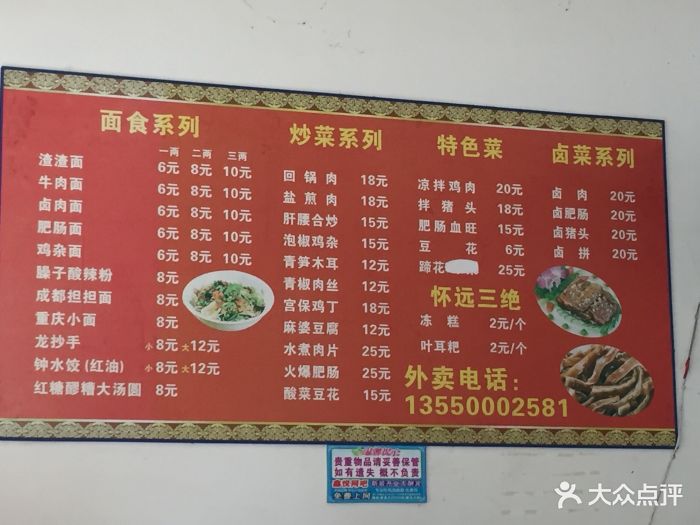 面食系列
一两 二两 三两
渣渣面 6元 8元 10元
牛肉面 6元 8元 10元
卤肉面 6元 8元 10元
肥肠面 6元 8元 10元
鸡杂面 6元 8元 10元
臊子酸辣粉 8元
成都担担面 8元
重庆小面 8元
龙抄手 小8元 大12元
钟水饺(红油) 小8元 大12元
红糖醪糟大汤圆 8元
炒菜系列
回锅肉 18元
盐煎肉 18元
肝腰合炒 15元
泡椒鸡杂 15元
青笋木耳 12元
青椒肉丝 12元
宫保鸡丁 18元
麻婆豆腐 12元
水煮肉片 25元
火爆肥肠 25元
酸菜豆花 15元
特色菜
凉拌鸡肉 20元
拌猪头 18元
肥肠血旺 15元
豆花 6元
蹄花 25元
怀远三绝
冻糕 2元/个
叶耳粑 2元/个
卤菜系列
卤肉 20元
卤肥肠 20元
卤猪头 20元
卤拼 20元
外卖电话:
13550002581
贵重物品请妥善保管
如有遗失 概不负责
鑫悦网吧
免费上网
大众点评